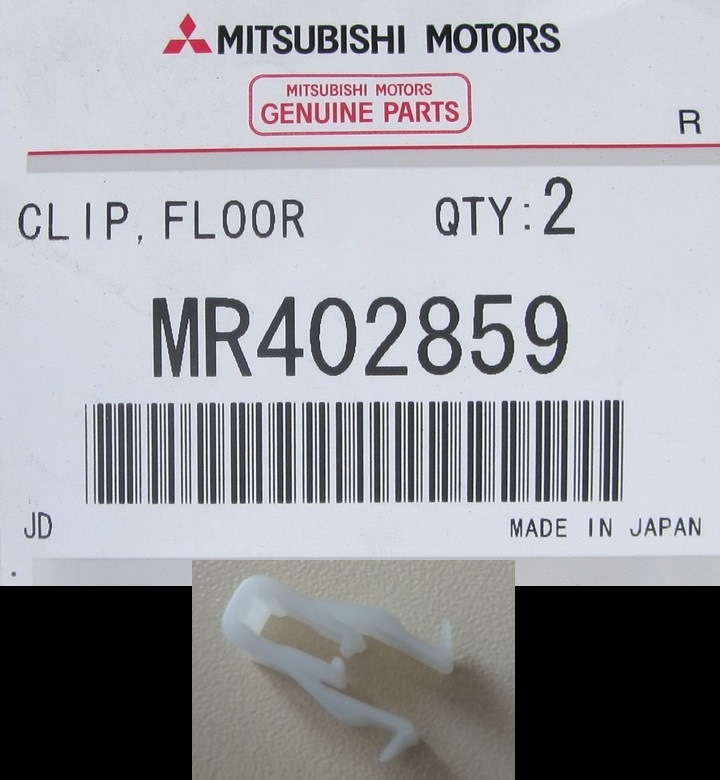 MITSUBISHI MOTORS
MITSUBISHI MOTORS
GENUINE PARTS
R
CLIP, FLOOR QTY:2
MR402859
JD MADE IN JAPAN